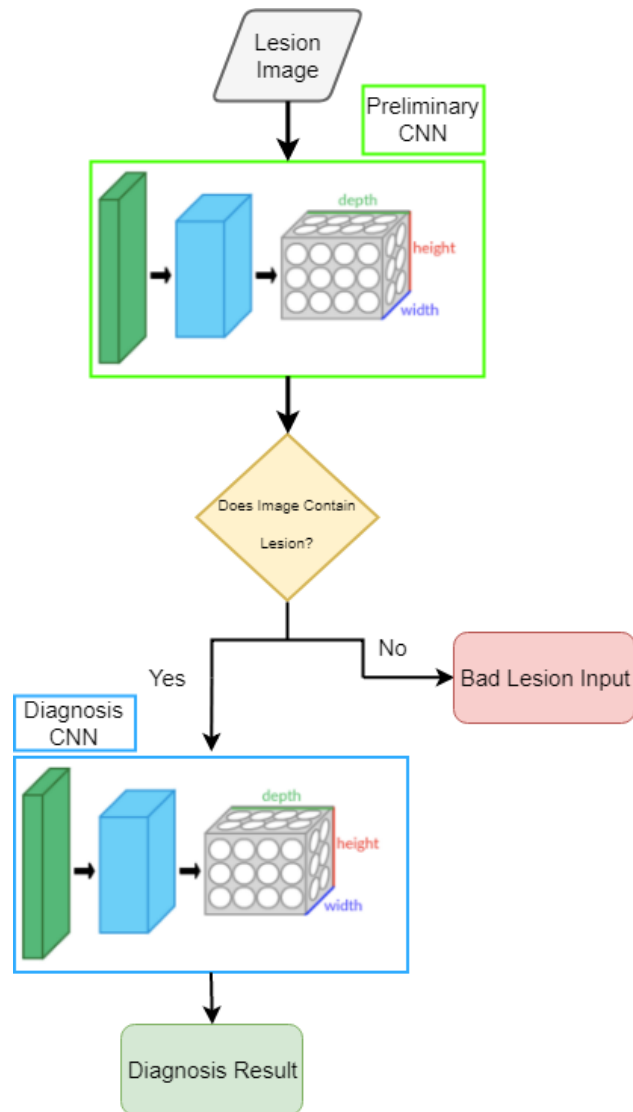 Lesion
Image
Preliminary
CNN
depth
height
width
Does Image Contain
Lesion?
Yes
No
Bad Lesion Input
Diagnosis
CNN
depth
height
width
Diagnosis Result